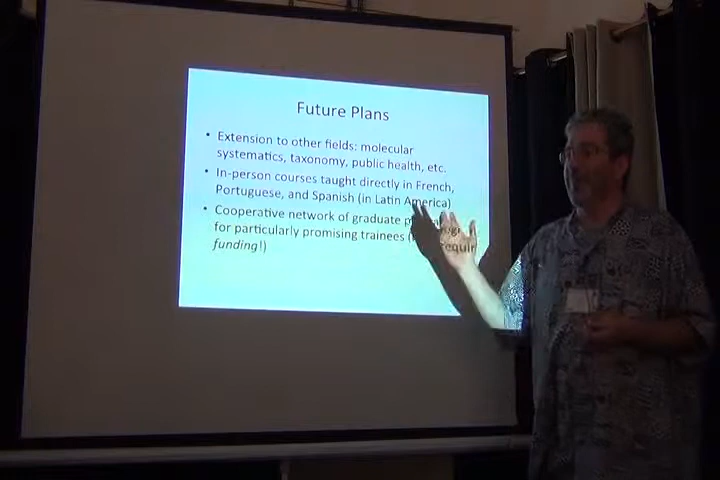 Future Plans
• Extension to other fields: molecular
systematics, taxonomy, public health, etc.
• In-person courses taught directly in French,
Portuguese, and Spanish (in Latin America)
• Cooperative network of graduate
for particularly promising trainees
funding!)